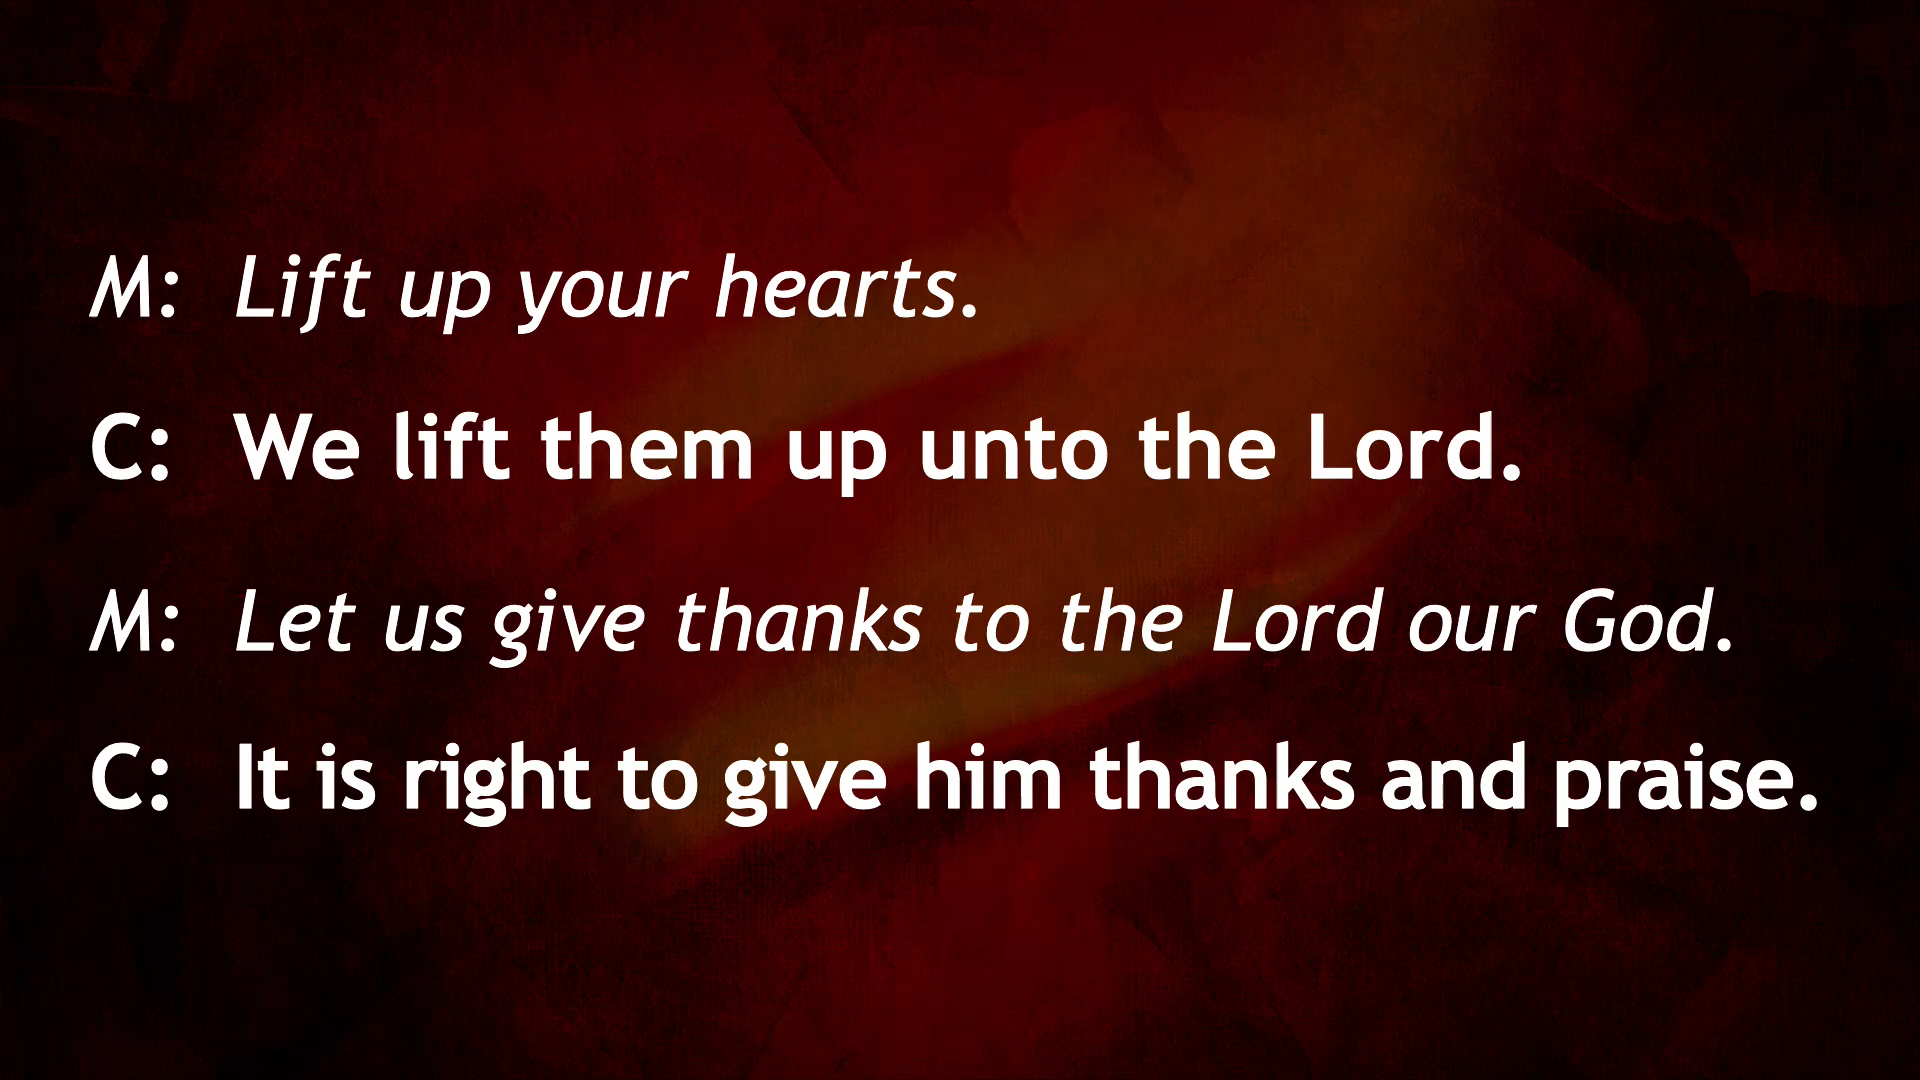 M: Lift up your hearts.
C: We lift them up unto the Lord.
M: Let us give thanks to the Lord our God.
C: It is right to give him thanks and praise.